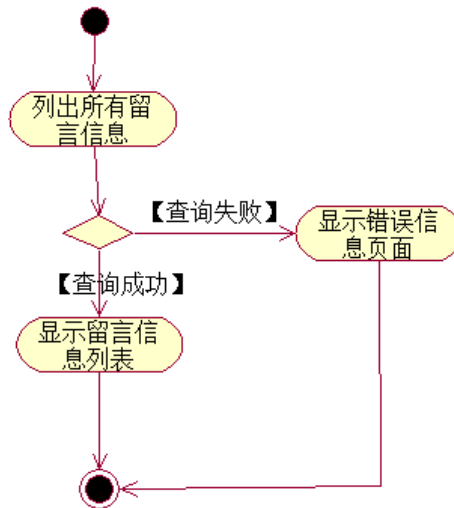 列出所有留
言信息
【查询失败】
显示错误信
息页面
【查询成功】
显示留言信
息列表